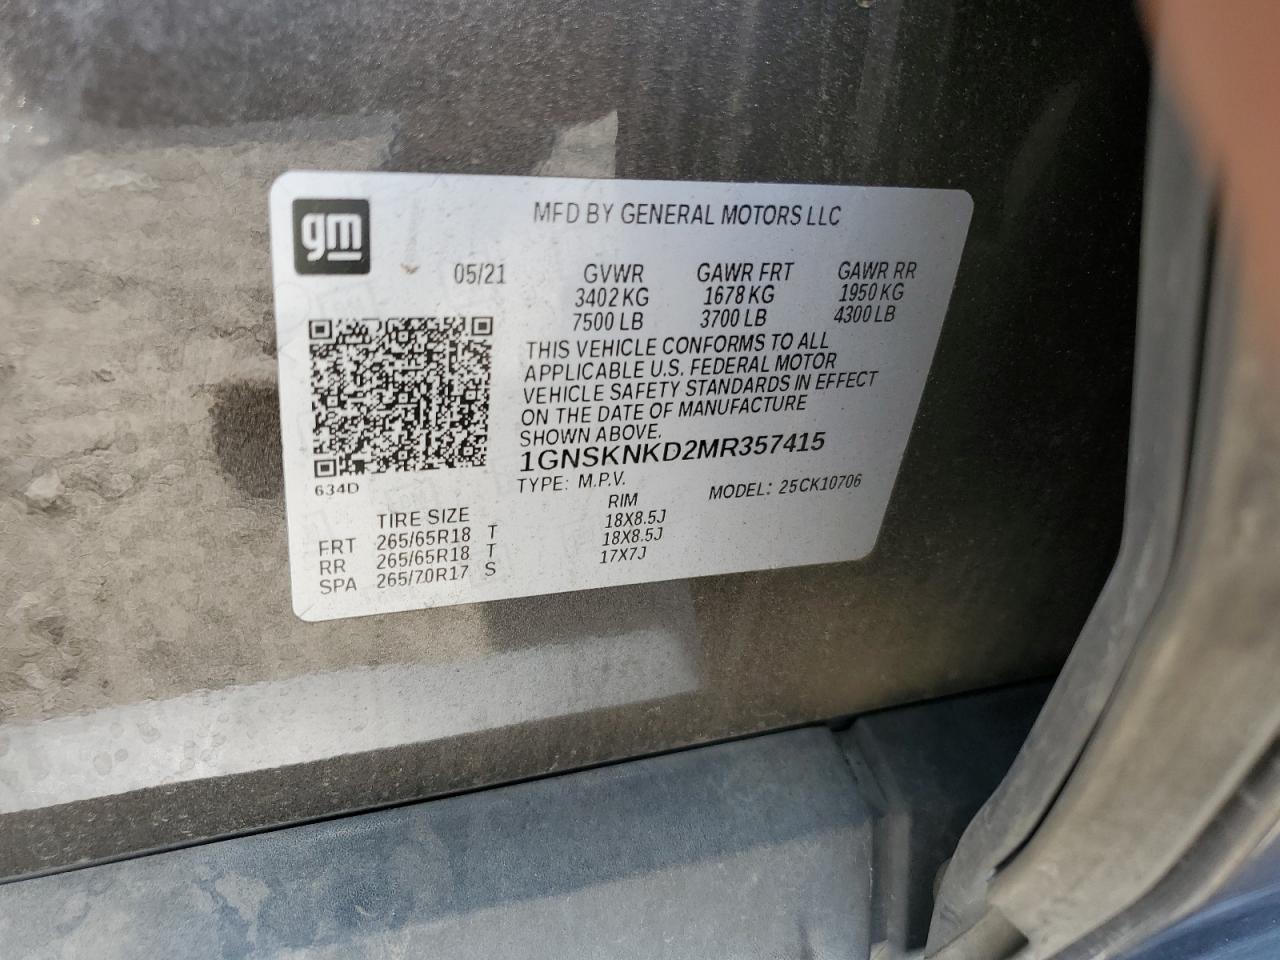 gm
MFD BY GENERAL MOTORS LLC
05/21 GVWR GAWR FRT GAWR RR
3402 KG 1678 KG 1950 KG
7500 LB 3700 LB 4300 LB
THIS VEHICLE CONFORMS TO ALL
APPLICABLE U.S. FEDERAL MOTOR
VEHICLE SAFETY STANDARDS IN EFFECT
ON THE DATE OF MANUFACTURE
SHOWN ABOVE.
1GNSKNKD2MR357415
634D
TYPE: M.P.V. MODEL: 25CK10706
TIRE SIZE RIM
FRT 265/65R18 T 18X8.5J
RR 265/65R18 T 18X8.5J
SPA 265/70R17 S 17X7J